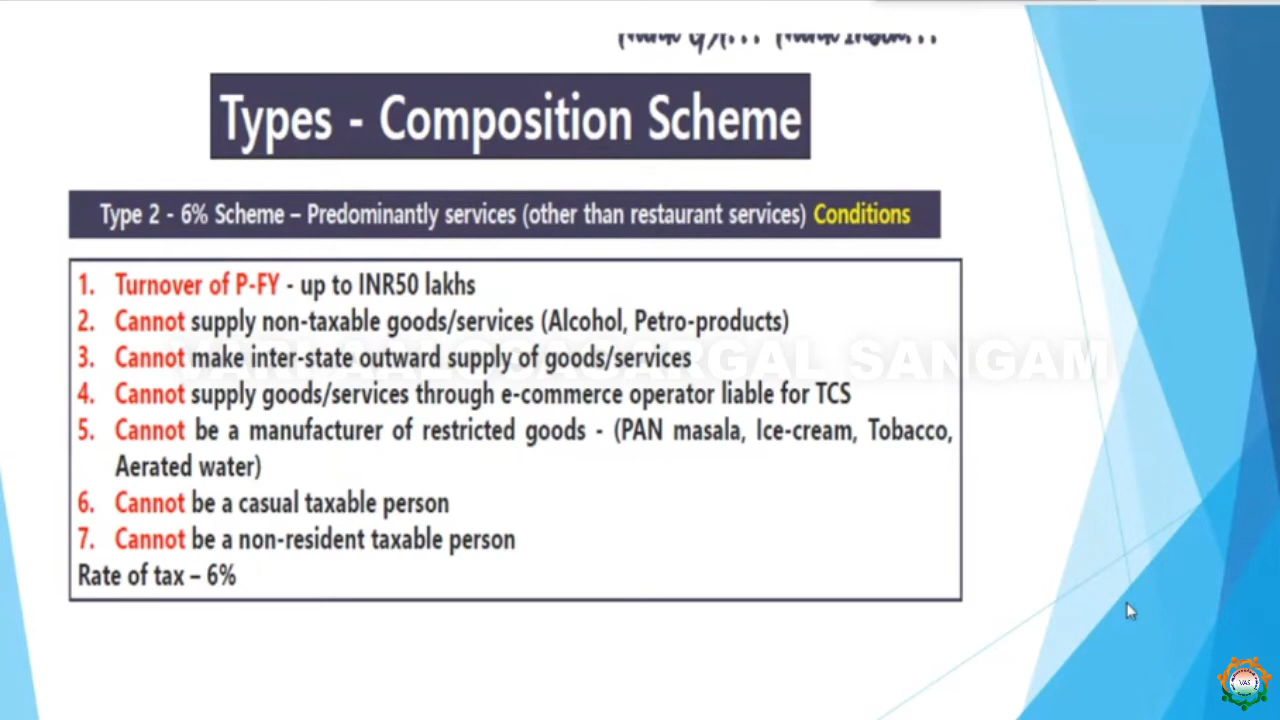 Types - Composition Scheme
Type 2 - 6% Scheme – Predominantly services (other than restaurant services) Conditions
1. Turnover of P-FY - up to INR50 lakhs
2. Cannot supply non-taxable goods/services (Alcohol, Petro-products)
3. Cannot make inter-state outward supply of goods/services
4. Cannot supply goods/services through e-commerce operator liable for TCS
5. Cannot be a manufacturer of restricted goods - (PAN masala, Ice-cream, Tobacco,
Aerated water)
6. Cannot be a casual taxable person
7. Cannot be a non-resident taxable person
Rate of tax – 6%
SANGAM
VAS